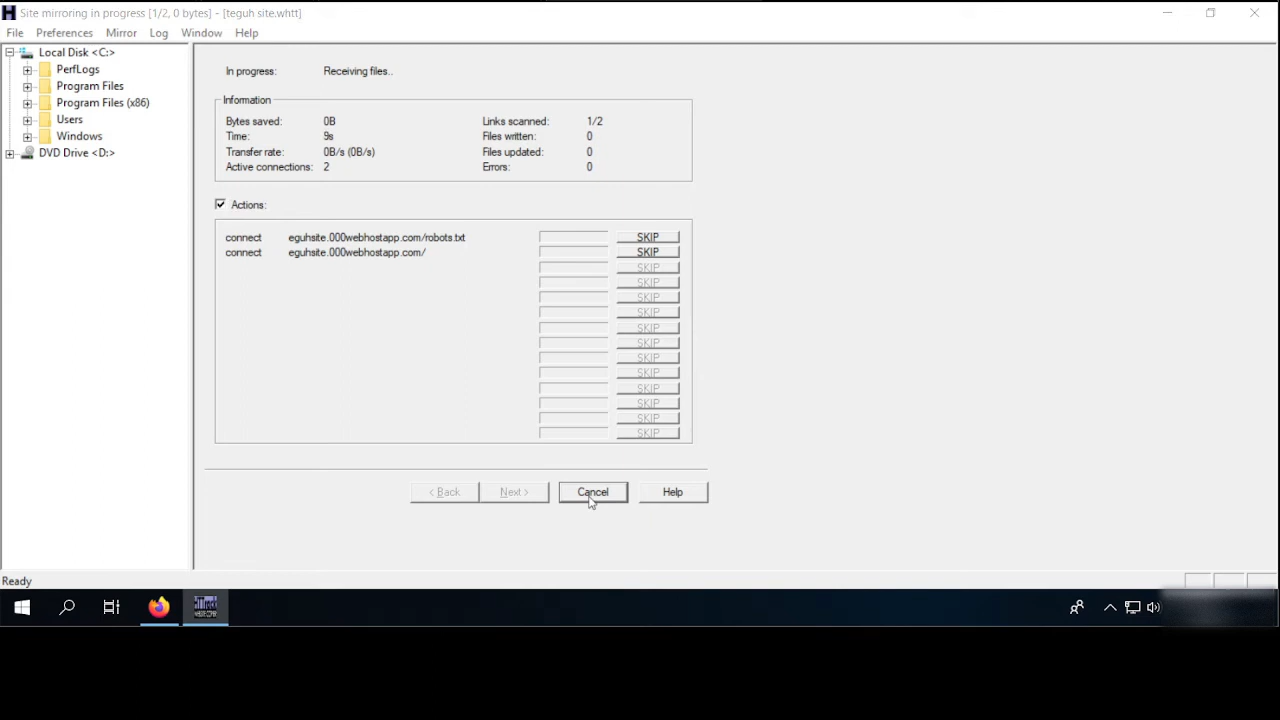 Site mirroring in progress [1/2, 0 bytes] - [teguh site.whtt]
File Preferences Mirror Log Window Help
Local Disk <C:>
PerfLogs
Program Files
Program Files (x86)
Users
Windows
DVD Drive <D:>
In progress: Receiving files..
Information
Bytes saved: 0B Links scanned: 1/2
Time: 9s Files written: 0
Transfer rate: 0B/s (0B/s) Files updated: 0
Active connections: 2 Errors: 0
Actions:
connect eguhsite.000webhostapp.com/robots.txt SKIP
connect eguhsite.000webhostapp.com/ SKIP
SKIP
SKIP
SKIP
SKIP
SKIP
SKIP
SKIP
SKIP
SKIP
SKIP
SKIP
SKIP
< Back Next > Cancel Help
Ready